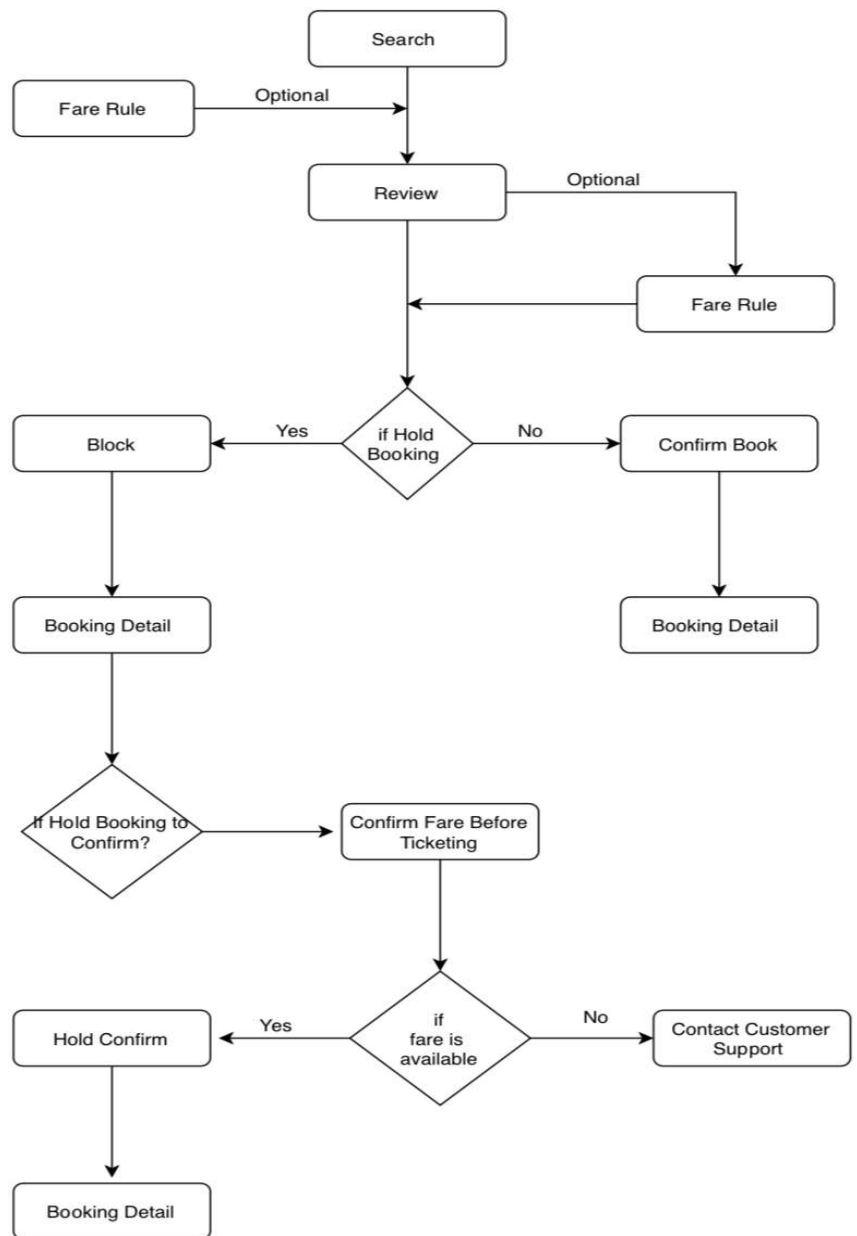 Search
Fare Rule
Optional
Review
Optional
Fare Rule
Block
Yes
if Hold
Booking
No
Confirm Book
Booking Detail
Booking Detail
If Hold Booking to
Confirm?
Confirm Fare Before
Ticketing
Hold Confirm
Yes
if
fare is
available
No
Contact Customer
Support
Booking Detail